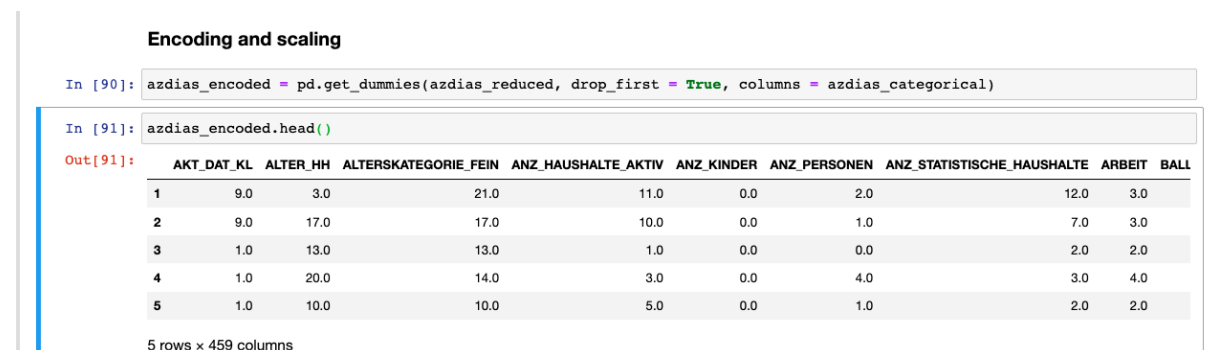 Encoding and scaling
In [90]: azdias_encoded = pd.get_dummies(azdias_reduced, drop_first = True, columns = azdias_categorical)
In [91]: azdias_encoded.head()
Out[91]: AKT_DAT_KL ALTER_HH ALTERSKATEGORIE_FEIN ANZ_HAUSHALTE_AKTIV ANZ_KINDER ANZ_PERSONEN ANZ_STATISTISCHE_HAUSHALTE ARBEIT BALL
1 9.0 3.0 21.0 11.0 0.0 2.0 12.0 3.0
2 9.0 17.0 17.0 10.0 0.0 1.0 7.0 3.0
3 1.0 13.0 13.0 1.0 0.0 0.0 2.0 2.0
4 1.0 20.0 14.0 3.0 0.0 4.0 3.0 4.0
5 1.0 10.0 10.0 5.0 0.0 1.0 2.0 2.0
5 rows × 459 columns